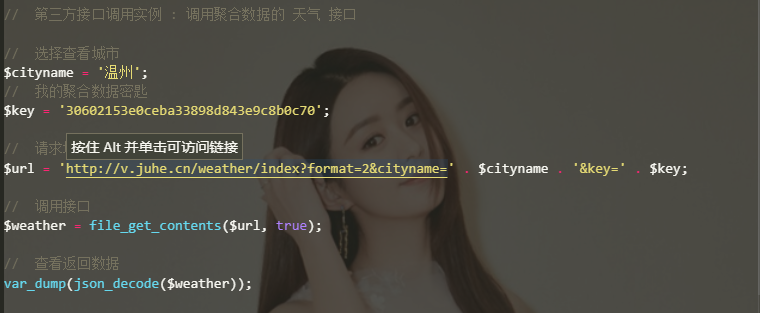 //  第三方接口调用实例 : 调用聚合数据的 天气 接口
//  选择查看城市
$cityname = '温州';
//  我的聚合数据密匙
$key = '30602153e0ceba33898d843e9c8b0c70';
//  请求
按住 Alt 并单击可访问链接
$url = 'http://v.juhe.cn/weather/index?format=2&cityname=' . $cityname . '&key=' . $key;
//  调用接口
$weather = file_get_contents($url, true);
//  查看返回数据
var_dump(json_decode($weather));